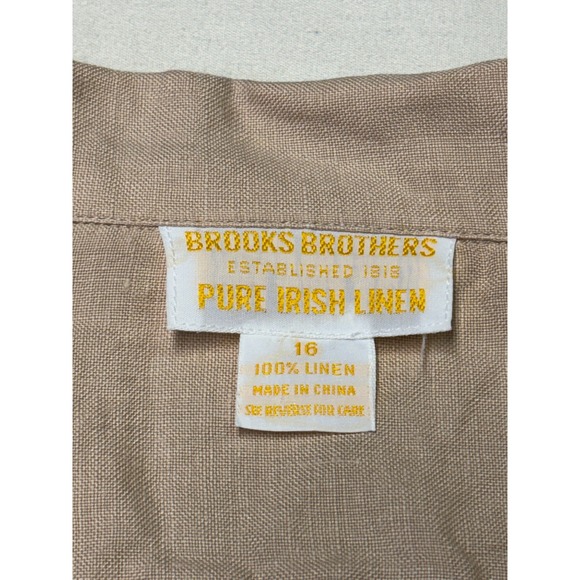 BROOKS BROTHERS
ESTABLISHED 1818
PURE IRISH LINEN
16
100% LINEN
MADE IN CHINA
SEE REVERSE FOR CARE